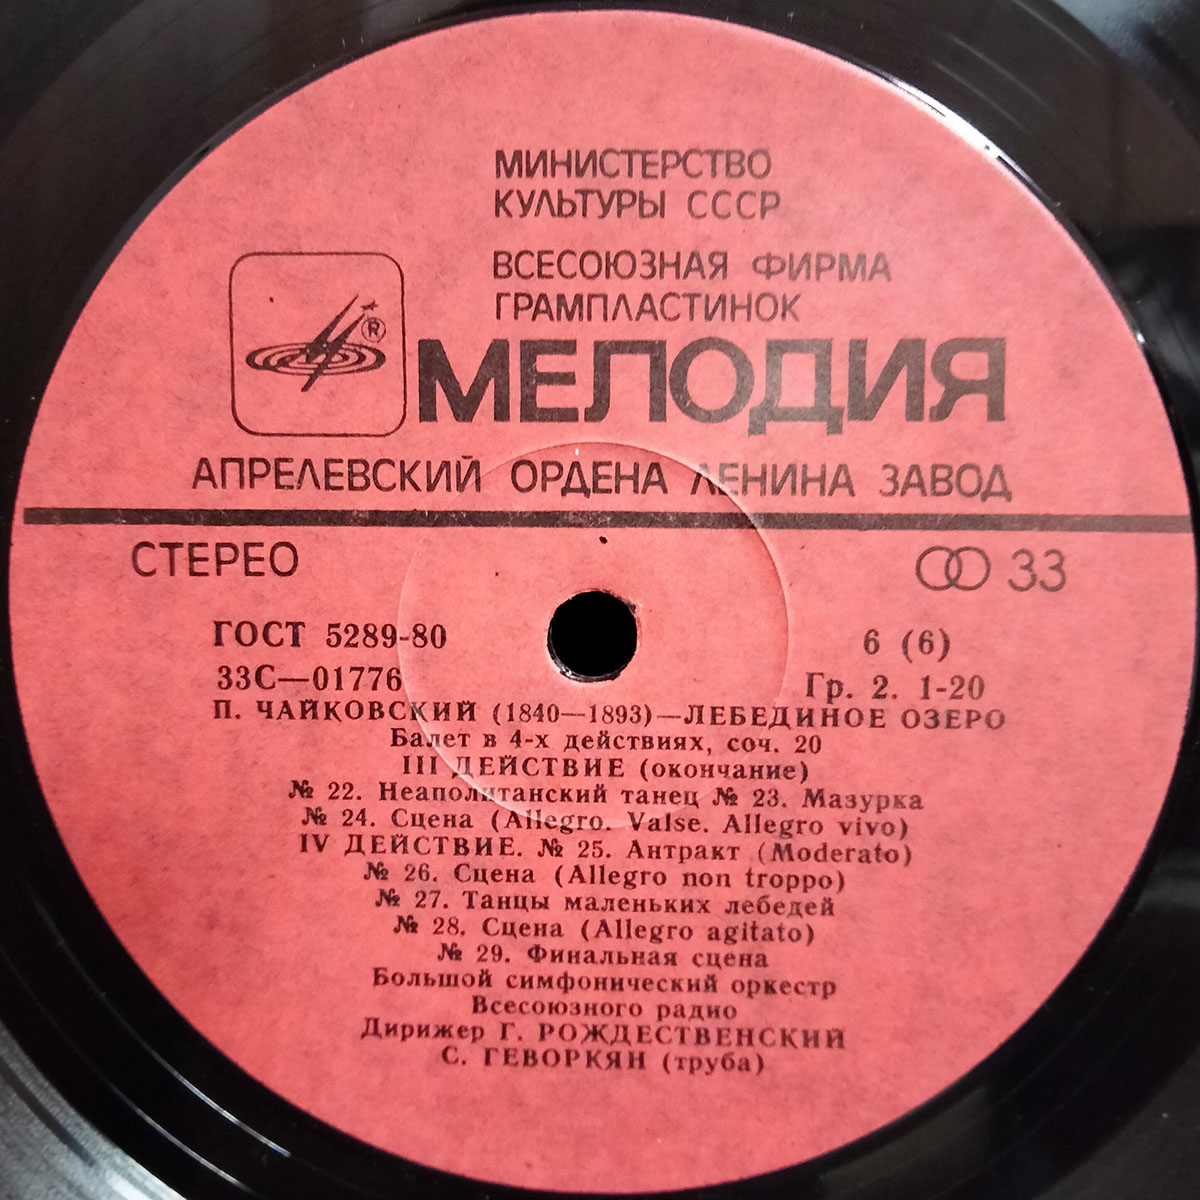 МИНИСТЕРСТВО
КУЛЬТУРЫ СССР
ВСЕСОЮЗНАЯ ФИРМА
ГРАМПЛАСТИНОК
®
МЕЛОДИЯ
АПРЕЛЕВСКИЙ ОРДЕНА ЛЕНИНА ЗАВОД
СТЕРЕО 33
ГОСТ 5289-80 6 (6)
33С—01776 Гр. 2. 1-20
П. ЧАЙКОВСКИЙ (1840—1893)—ЛЕБЕДИНОЕ ОЗЕРО
Балет в 4-х действиях, соч. 20
III ДЕЙСТВИЕ (окончание)
№ 22. Неаполитанский танец № 23. Мазурка
№ 24. Сцена (Allegro. Valse. Allegro vivo)
IV ДЕЙСТВИЕ. № 25. Антракт (Moderato)
№ 26. Сцена (Allegro non troppo)
№ 27. Танцы маленьких лебедей
№ 28. Сцена (Allegro agitato)
№ 29. Финальная сцена
Большой симфонический оркестр
Всесоюзного радио
Дирижер Г. РОЖДЕСТВЕНСКИЙ
С. ГЕВОРКЯН (труба)